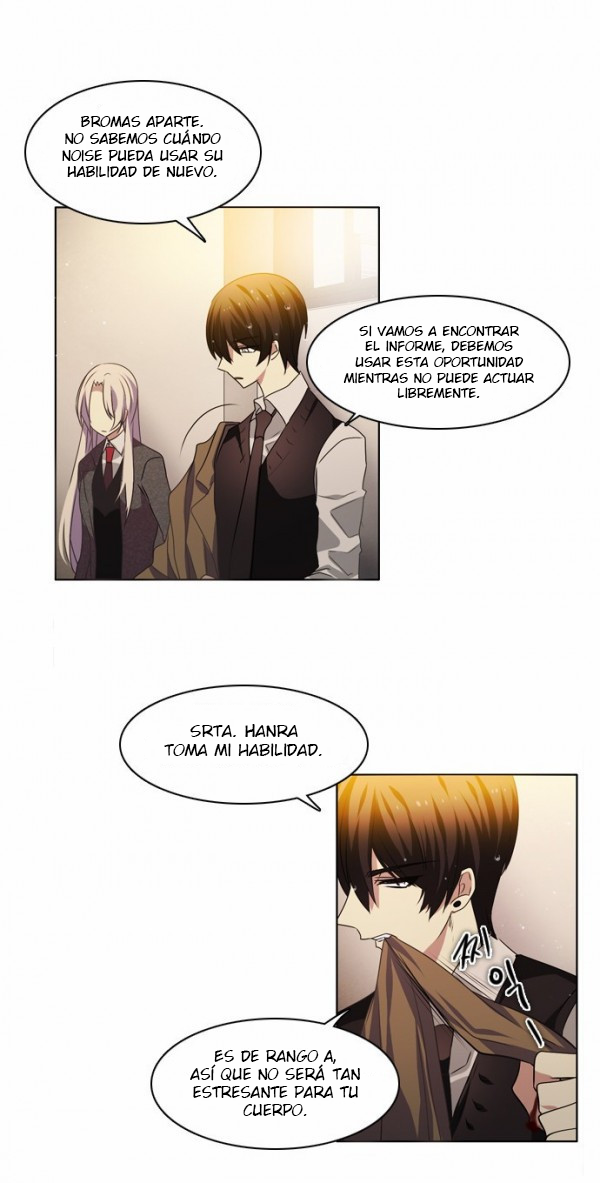 BROMAS APARTE.
NO SABEMOS CUÁNDO
NOISE PUEDA USAR SU
HABILIDAD DE NUEVO.
SI VAMOS A ENCONTRAR
EL INFORME, DEBEMOS
USAR ESTA OPORTUNIDAD
MIENTRAS NO PUEDE ACTUAR
LIBREMENTE.
SRTA. HANRA
TOMA MI HABILIDAD.
찌
익
ES DE RANGO A,
ASÍ QUE NO SERÁ TAN
ESTRESANTE PARA TU
CUERPO.